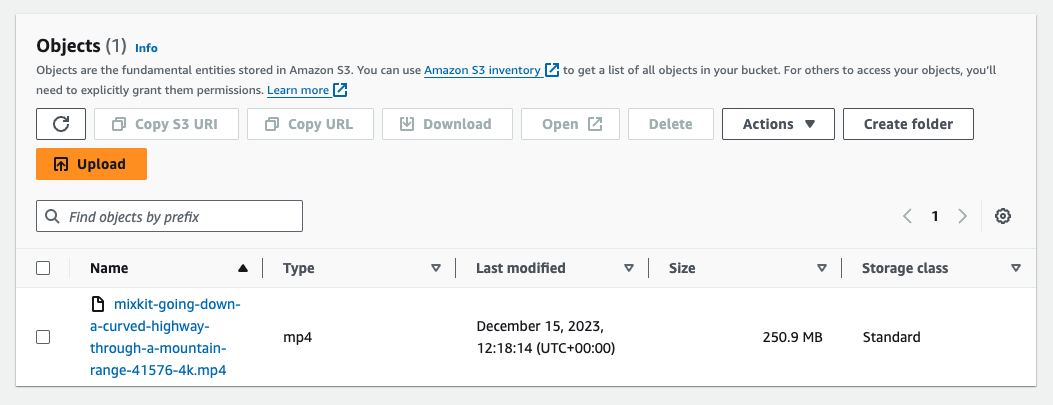 Objects (1) Info
Objects are the fundamental entities stored in Amazon S3. You can use Amazon S3 inventory to get a list of all objects in your bucket. For others to access your objects, you'll
need to explicitly grant them permissions. Learn more
Copy S3 URI Copy URL Download Open Delete Actions Create folder
Upload
Find objects by prefix 1
Name Type Last modified Size Storage class
mixkit-going-down-
a-curved-highway-
through-a-mountain-
range-41576-4k.mp4
mp4
December 15, 2023,
12:18:14 (UTC+00:00)
250.9 MB
Standard